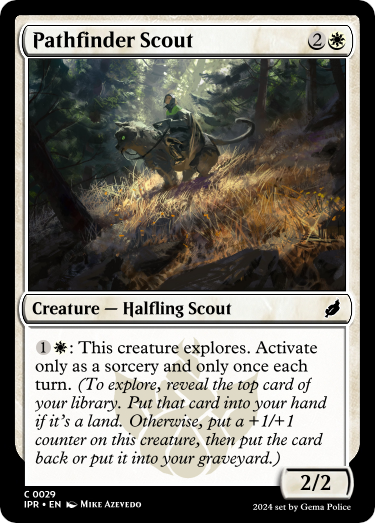 Pathfinder Scout 2
Creature — Halfling Scout
1 : This creature explores. Activate
only as a sorcery and only once each
turn. (To explore, reveal the top card of
your library. Put that card into your hand
if it's a land. Otherwise, put a +1/+1
counter on this creature, then put the card
back or put it into your graveyard.)
2/2
C 0029
IPR • EN MIKE AZEVEDO
2024 set by Gema Police